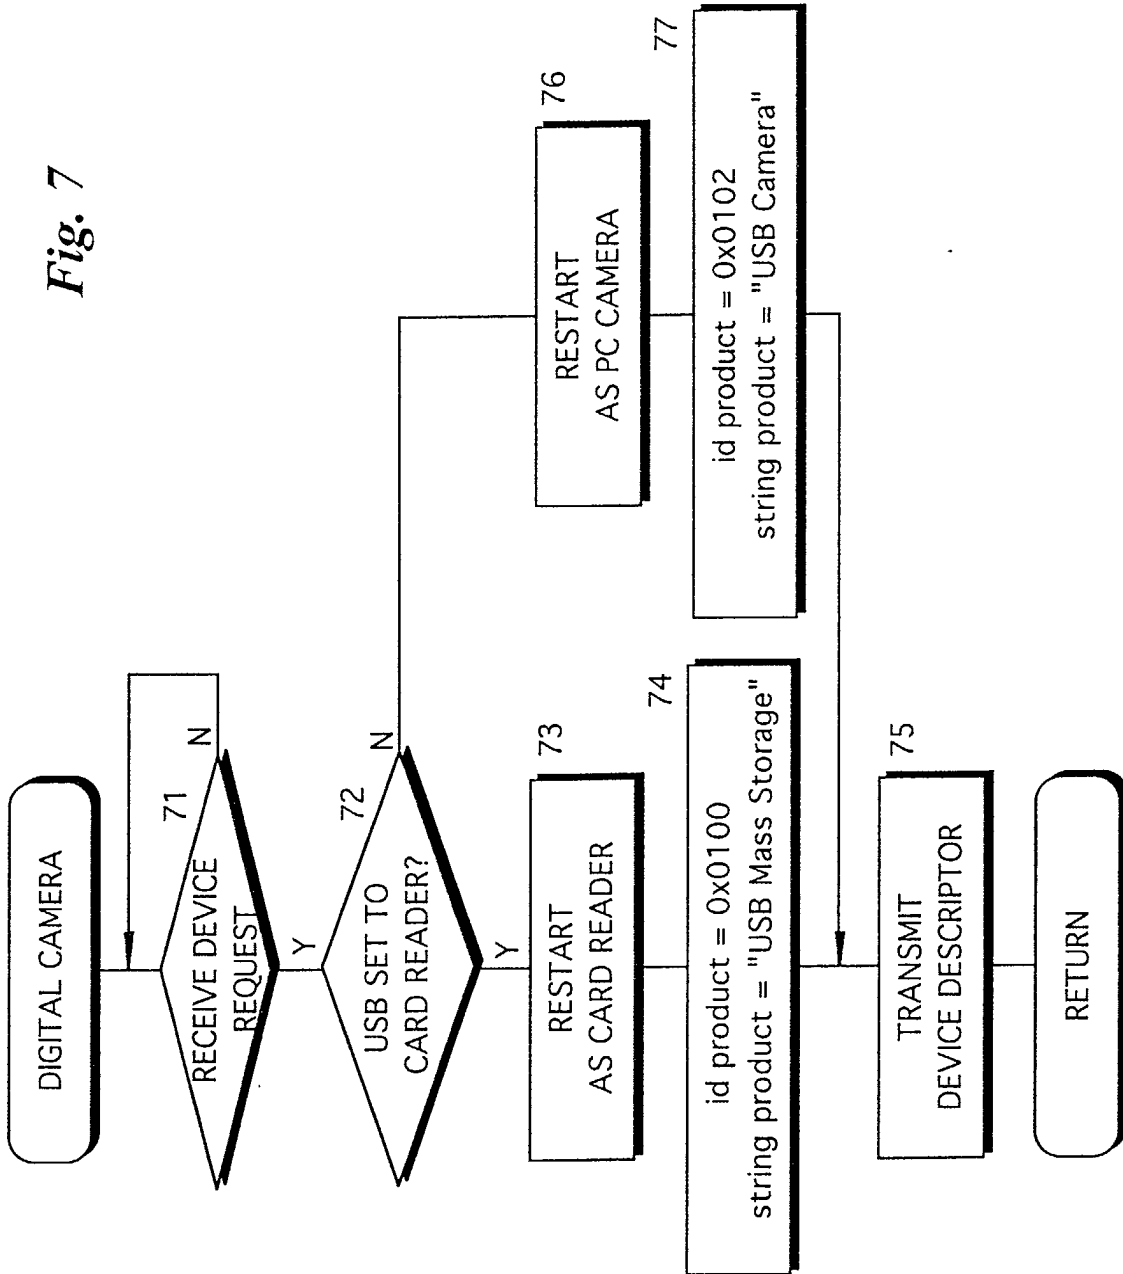 Fig. 7
DIGITAL CAMERA
71
RECEIVE DEVICE
REQUEST
N
Y
72
USB SET TO
CARD READER?
N
Y
73
RESTART
AS CARD READER
74
id product = 0x0100
string product = "USB Mass Storage"
76
RESTART
AS PC CAMERA
77
id product = 0x0102
string product = "USB Camera"
75
TRANSMIT
DEVICE DESCRIPTOR
RETURN